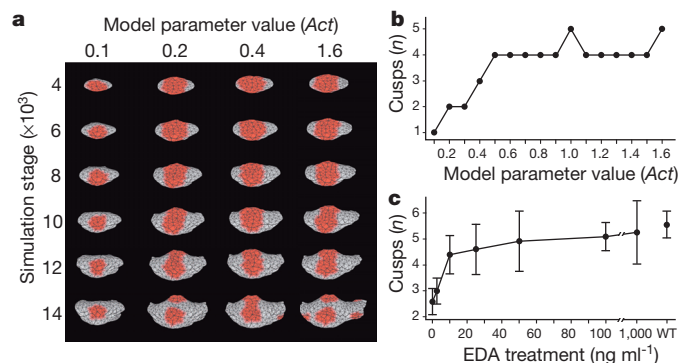 a
Model parameter value (Act)
0.1 0.2 0.4 1.6
Simulation stage (×10³)
4
6
8
10
12
14
b
Cusps (n)
5
4
3
2
1
0.2 0.4 0.6 0.8 1.0 1.2 1.4 1.6
Model parameter value (Act)
c
Cusps (n)
6
5
4
3
2
0 20 40 60 80 100 1,000 WT
EDA treatment (ng ml⁻¹)